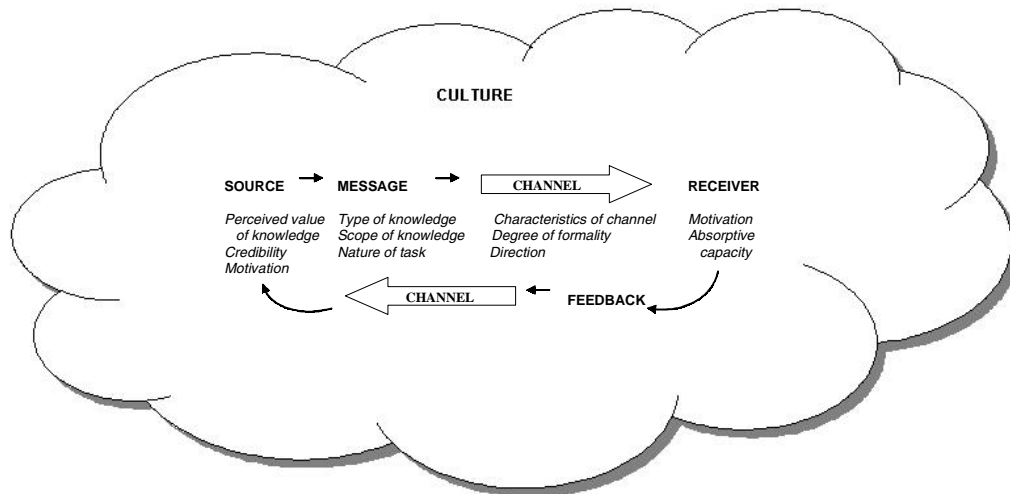 CULTURE
SOURCE
Perceived value
of knowledge
Credibility
Motivation
MESSAGE
Type of knowledge
Scope of knowledge
Nature of task
CHANNEL
Characteristics of channel
Degree of formality
Direction
RECEIVER
Motivation
Absorptive
capacity
FEEDBACK
CHANNEL